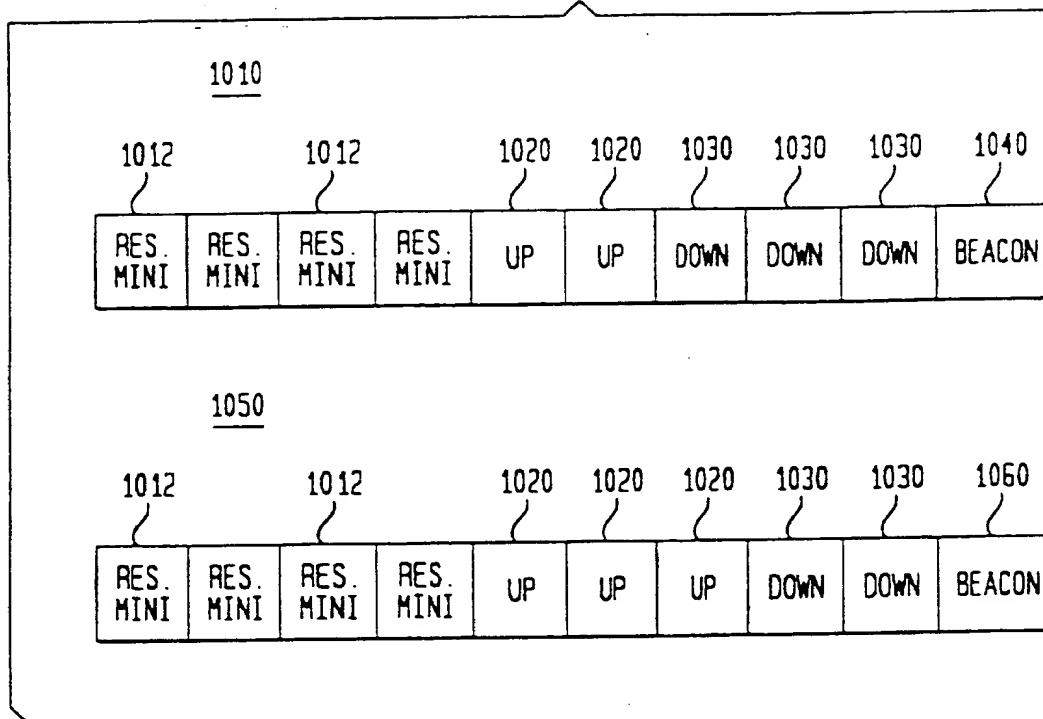 1010
1012 1012 1020 1020 1030 1030 1030 1040
RES. RES. RES. RES. UP UP DOWN DOWN DOWN BEACON
MINI MINI MINI MINI
1050
1012 1012 1020 1020 1020 1030 1030 1060
RES. RES. RES. RES. UP UP UP DOWN DOWN BEACON
MINI MINI MINI MINI